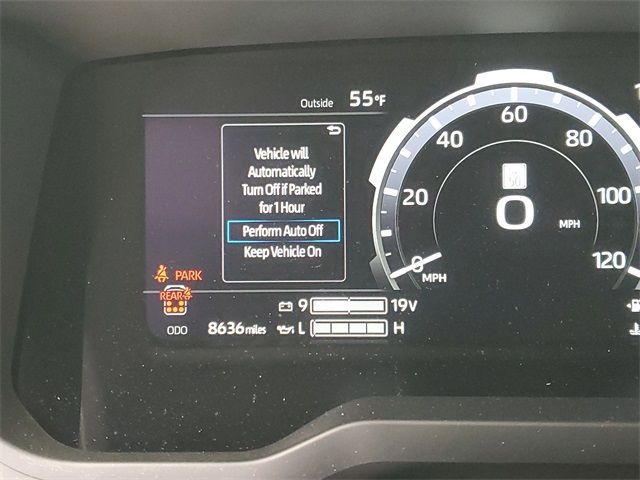 Outside 55°F
Vehicle will
Automatically
Turn Off if Parked
for 1 Hour
Perform Auto Off
Keep Vehicle On
PARK
REAR
ODO 8636 miles
9 19V
L H
0 20 40 60 80 100 120
MPH
0 MPH